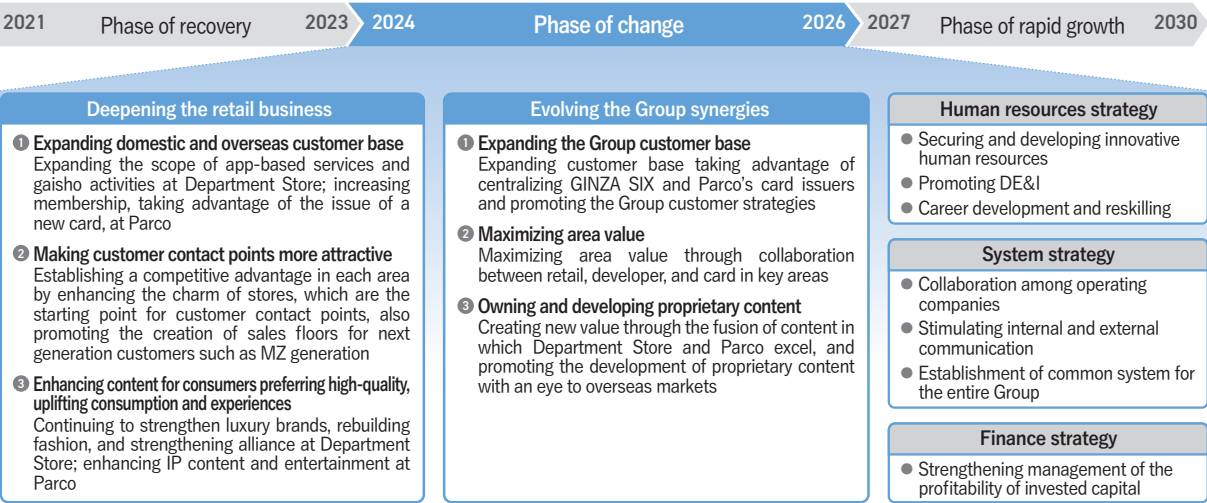 2021 Phase of recovery 2023 2024 Phase of change 2026 2027 Phase of rapid growth 2030
Deepening the retail business
1 Expanding domestic and overseas customer base
Expanding the scope of app-based services and
gaisho activities at Department Store; increasing
membership, taking advantage of the issue of a
new card, at Parco
2 Making customer contact points more attractive
Establishing a competitive advantage in each area
by enhancing the charm of stores, which are the
starting point for customer contact points, also
promoting the creation of sales floors for next
generation customers such as MZ generation
3 Enhancing content for consumers preferring high-quality,
uplifting consumption and experiences
Continuing to strengthen luxury brands, rebuilding
fashion, and strengthening alliance at Department
Store; enhancing IP content and entertainment at
Parco
Evolving the Group synergies
1 Expanding the Group customer base
Expanding customer base taking advantage of
centralizing GINZA SIX and Parco's card issuers
and promoting the Group customer strategies
2 Maximizing area value
Maximizing area value through collaboration
between retail, developer, and card in key areas
3 Owning and developing proprietary content
Creating new value through the fusion of content in
which Department Store and Parco excel, and
promoting the development of proprietary content
with an eye to overseas markets
Human resources strategy
● Securing and developing innovative
human resources
● Promoting DE&I
● Career development and reskilling
System strategy
● Collaboration among operating
companies
● Stimulating internal and external
communication
● Establishment of common system for
the entire Group
Finance strategy
● Strengthening management of the
profitability of invested capital